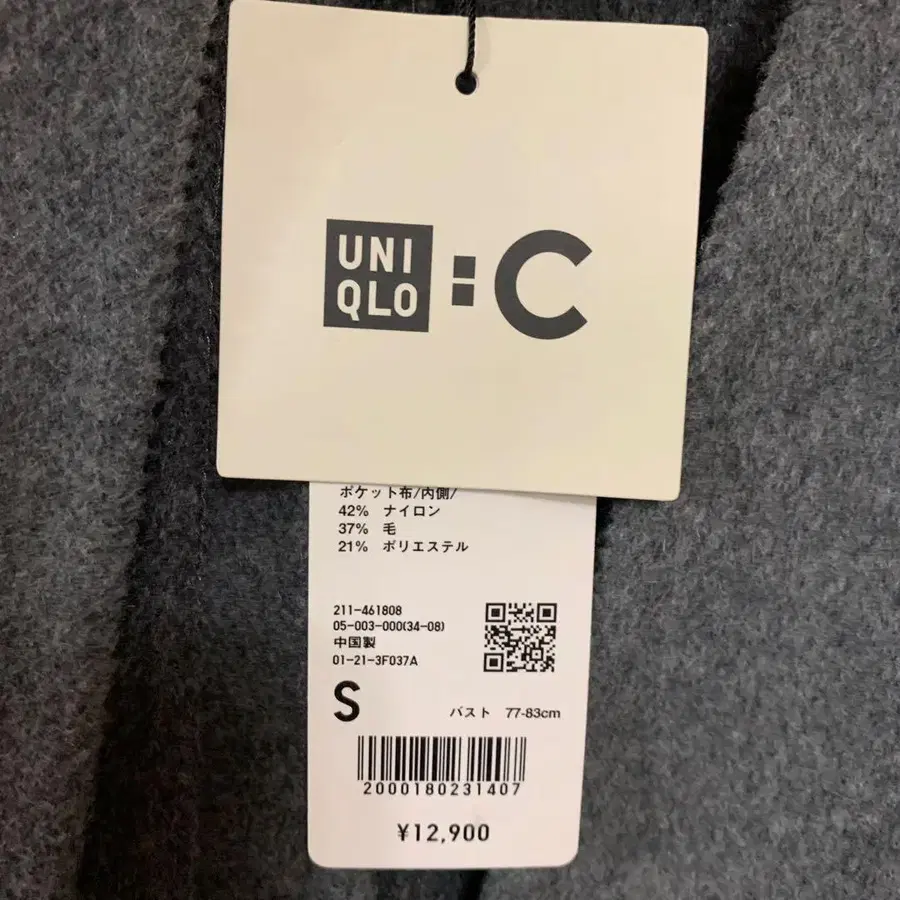 UNI
QLO : C
ポケット布/内側/
42% ナイロン
37% 毛
21% ポリエステル
211-461808
05-003-000(34-08)
中国製
01-21-3F037A
S
バスト 77-83cm
2000180231407
¥12,900